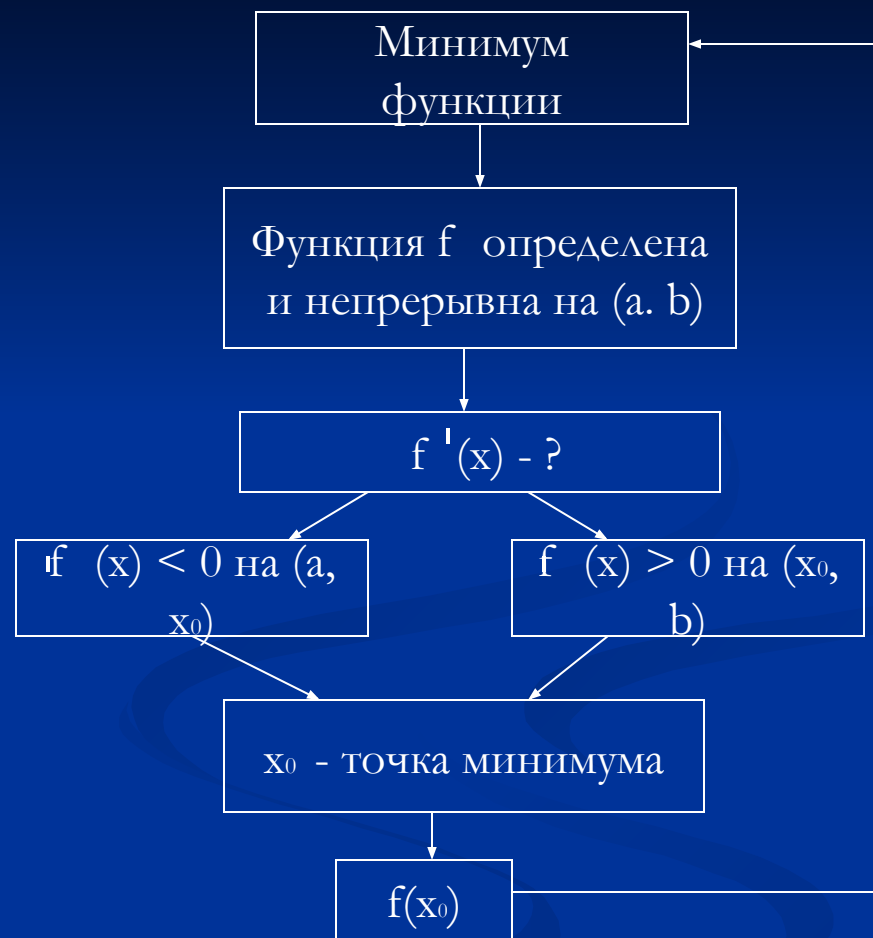 Минимум
функции
Функция f определена
и непрерывна на (a. b)
f '(x) - ?
'f (x) < 0 на (a,
x₀)
f' (x) > 0 на (x₀,
b)
x₀ - точка минимума
f(x₀)